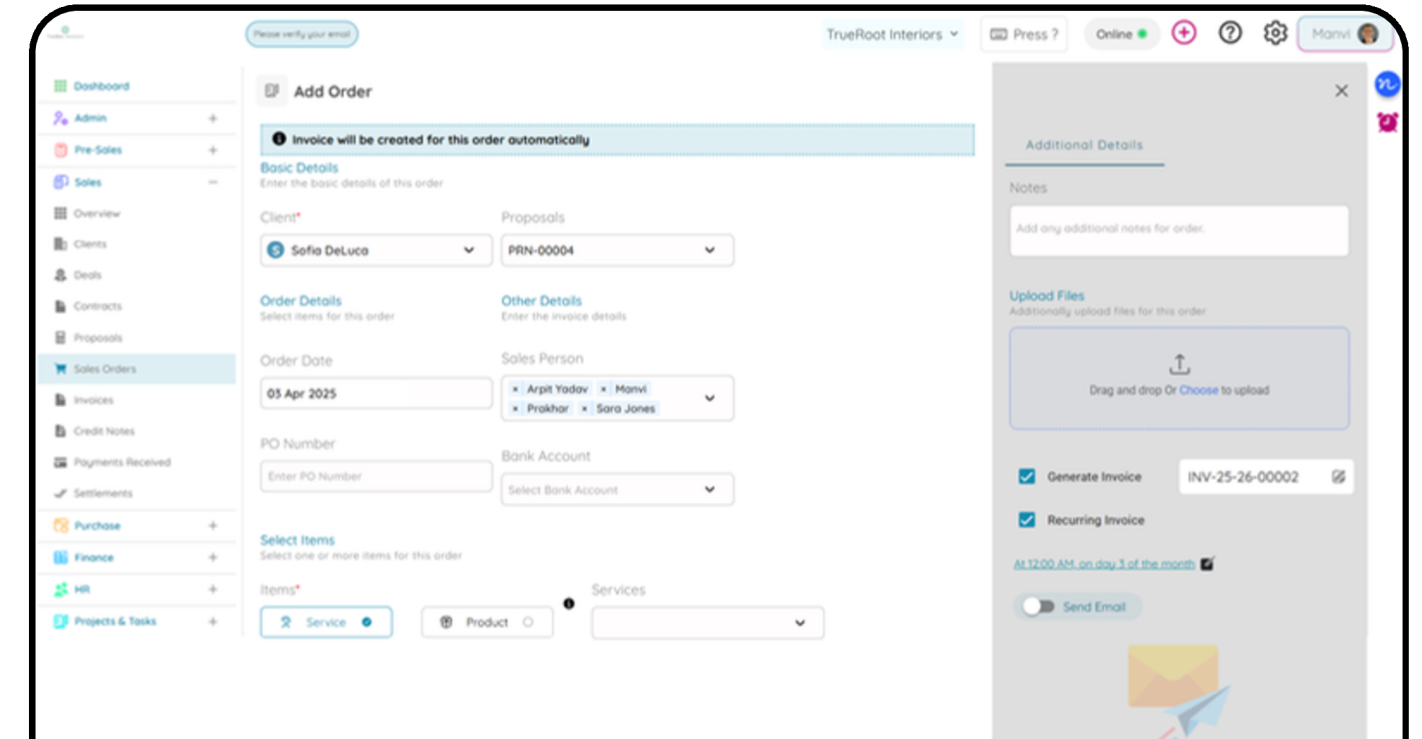 Please verify your email
TrueRoot Interiors
Press ?
Online
Manvi
Dashboard
Admin
Pre-Sales
Sales
Overview
Clients
Deals
Contracts
Proposals
Sales Orders
Invoices
Credit Notes
Payments Received
Settlements
Purchase
Finance
HR
Projects & Tasks
Add Order
Invoice will be created for this order automatically
Basic Details
Enter the basic details of this order
Client*
Proposals
S Sofia DeLuca
PRN-00004
Order Details
Other Details
Select items for this order
Enter the invoice details
Order Date
Sales Person
03 Apr 2025
× Arpit Yadav × Manvi
× Prakhar × Sara Jones
PO Number
Bank Account
Enter PO Number
Select Bank Account
Select Items
Select one or more items for this order
Items*
Services
Service
Product
Additional Details
Notes
Add any additional notes for order.
Upload Files
Additionally upload files for this order
Drag and drop Or Choose to upload
Generate Invoice
INV-25-26-00002
Recurring Invoice
At 12:00 AM, on day 3 of the month
Send Email